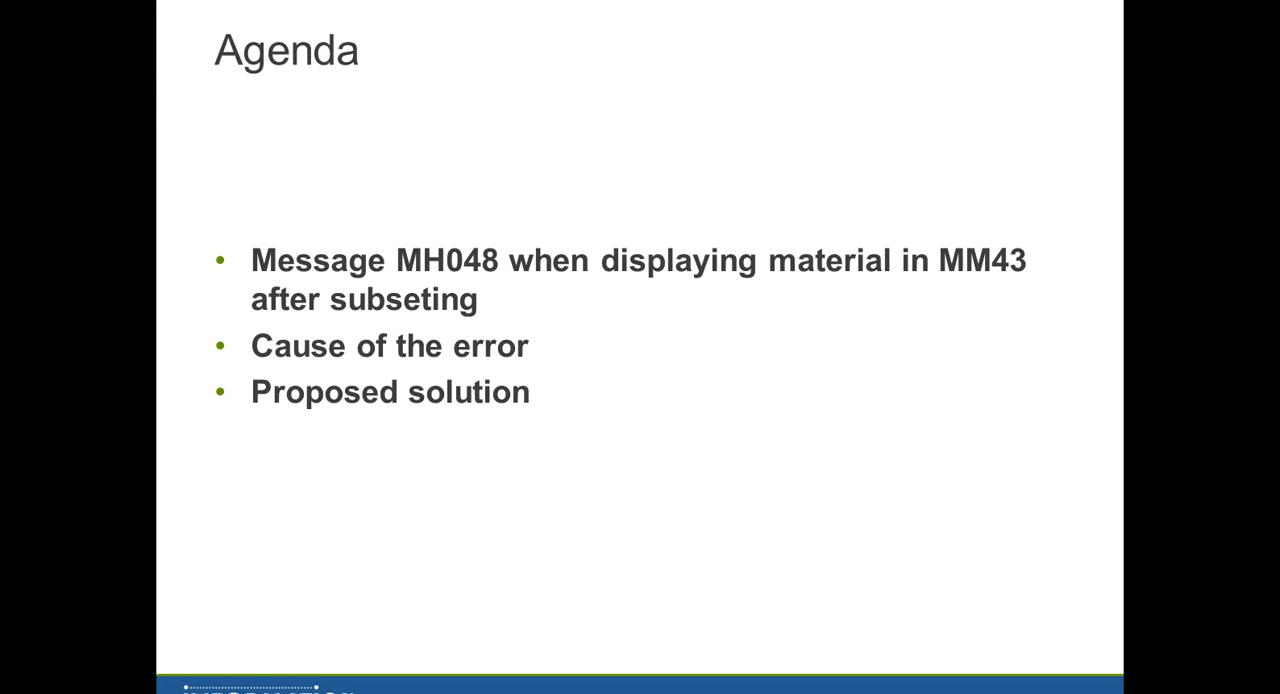 Agenda
• Message MH048 when displaying material in MM43
after subseting
• Cause of the error
• Proposed solution